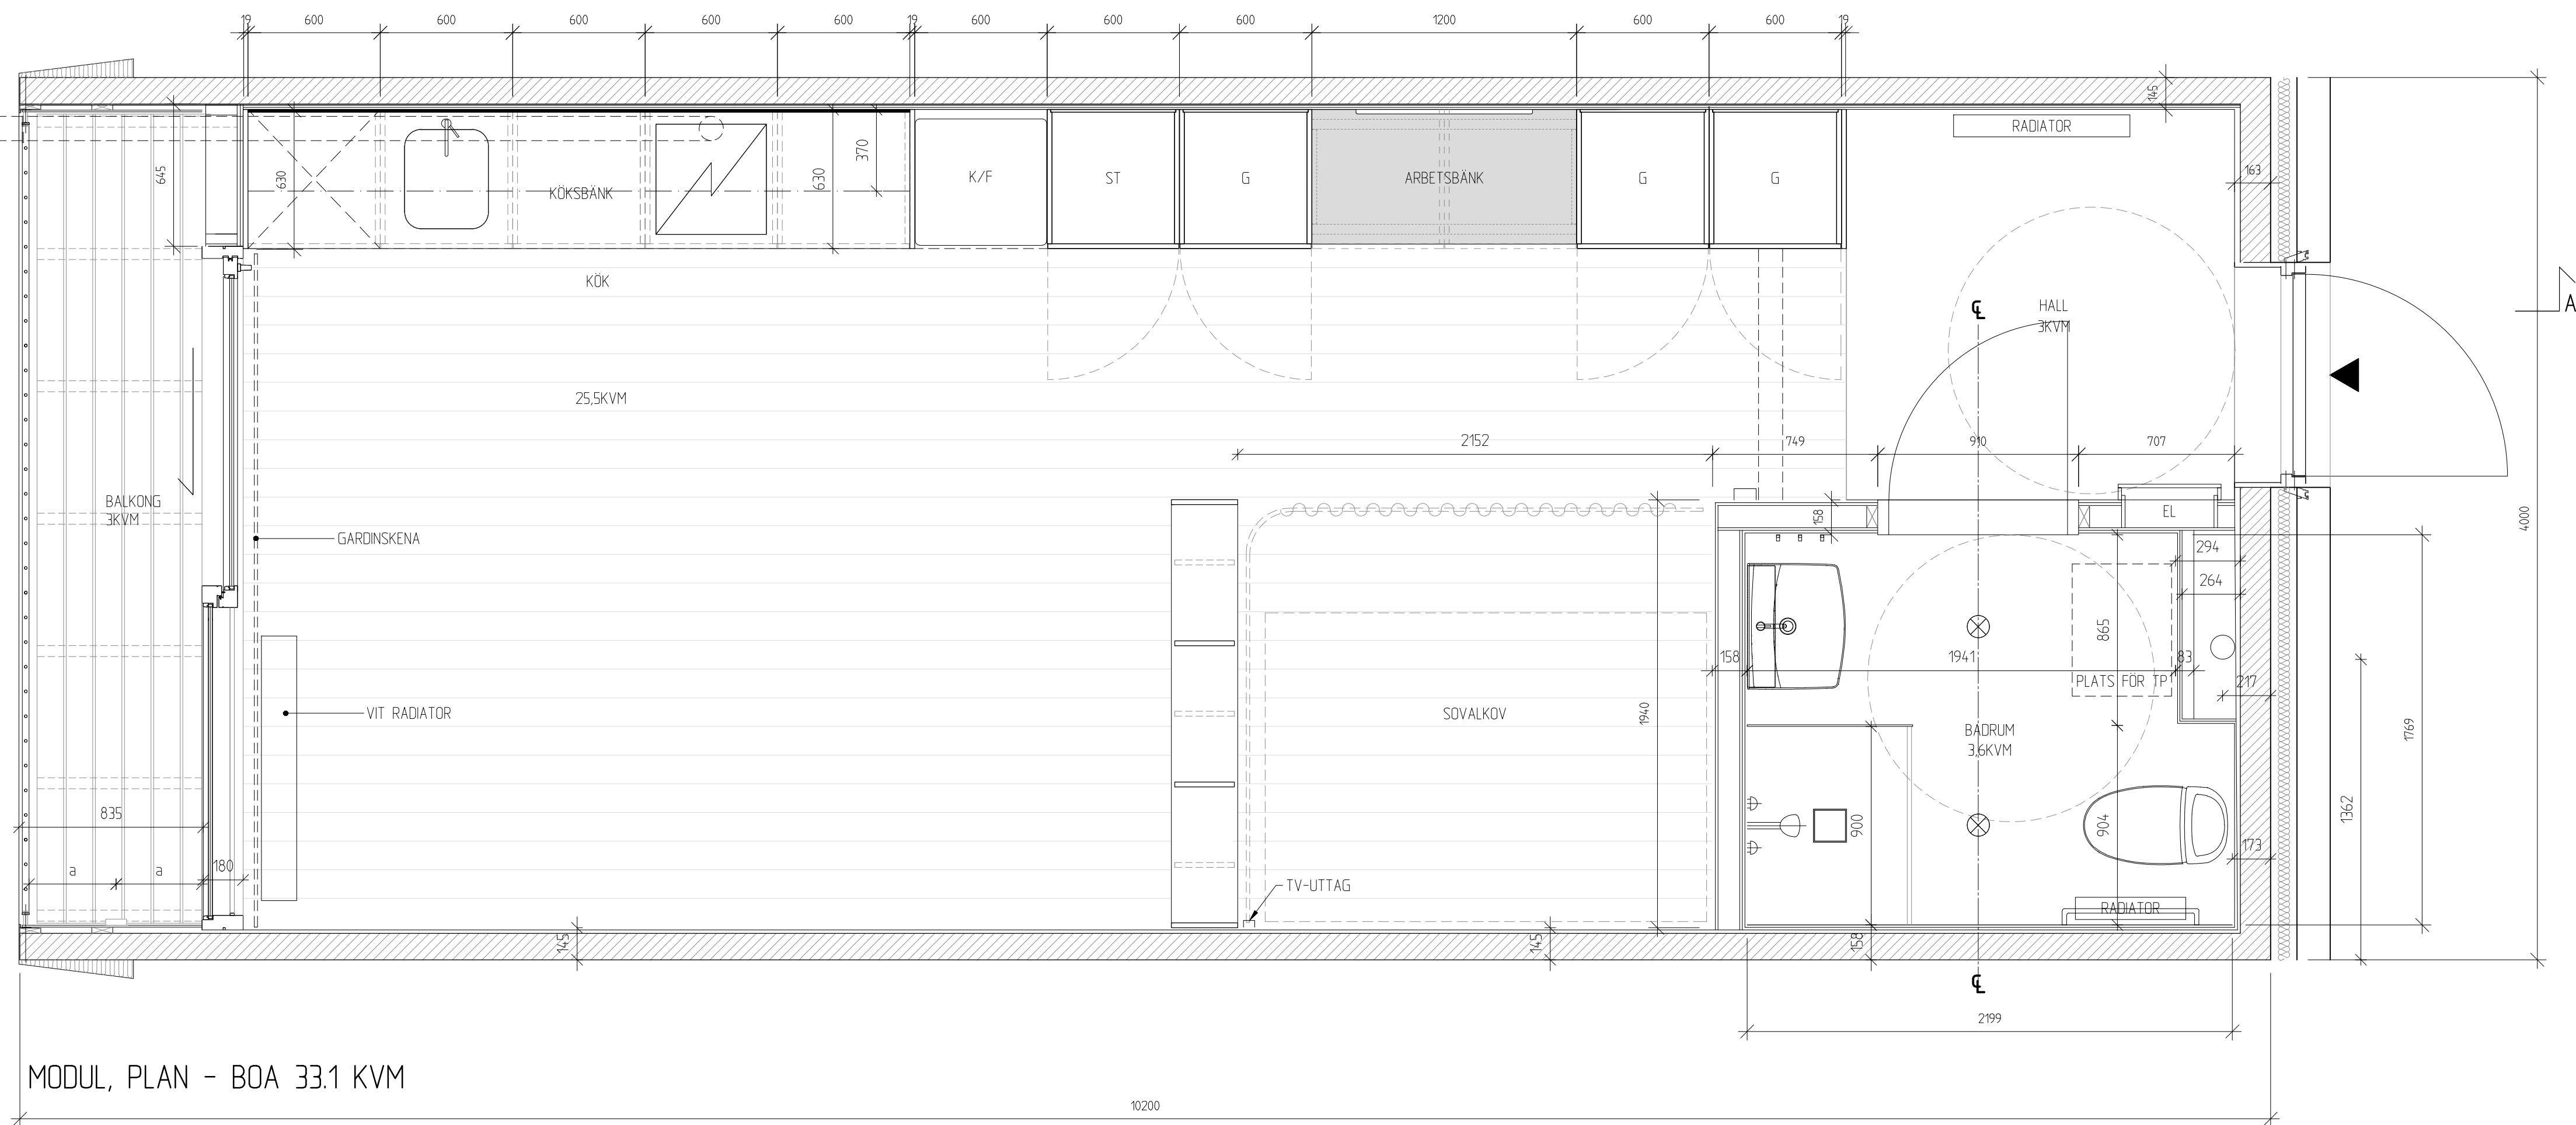 19 600 600 600 600 600 19 600 600 600 1200 600 600 19
145
RADIATOR
645
630
KÖKSBÄNK
630
370
K/F
ST
G
ARBETSBÄNK
G
G
163
KÖK
HALL
3KVM
A
25,5KVM
2152
749
910
707
BALKONG
3KVM
GARDINSKENA
158
EL
4000
294
264
865
158
1941
83
PLATS FÖR TP
217
VIT RADIATOR
SOVALKOV
1940
BADRUM
3,6KVM
1769
835
900
904
1362
a
a
180
173
TV-UTTAG
RADIATOR
145
145
158
2199
MODUL, PLAN - BOA 33.1 KVM
10200